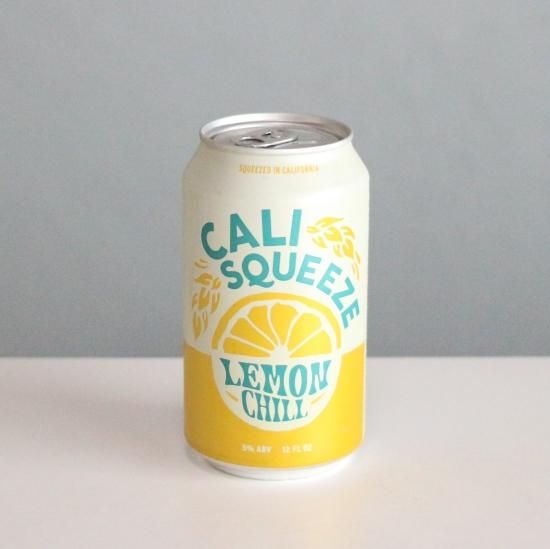 SQUEEZED IN CALIFORNIA
CALI
SQUEEZE
LEMON
CHILL
5% ABV 12 FL OZ